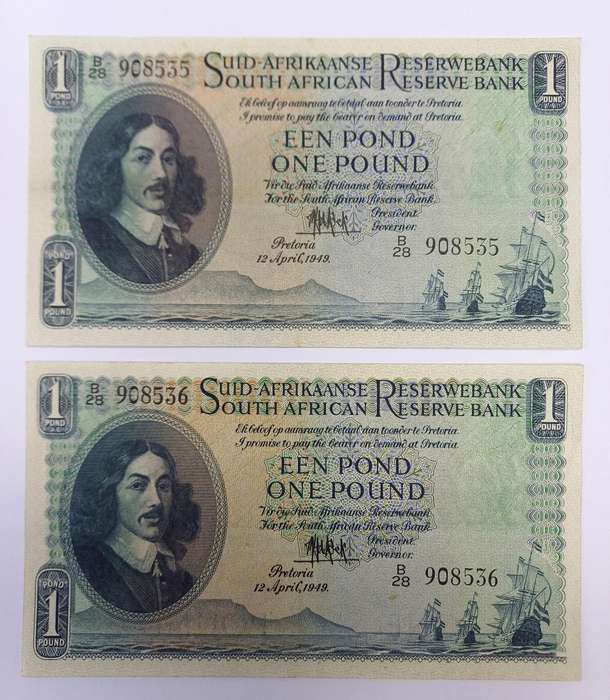 1
POND
B/28 908535
SUID-AFRIKAANSE RESERWEBANK
SOUTH AFRICAN RESERVE BANK
1
POUND
Ek beloof op aanvraag te betaal aan toonder te Pretoria
I promise to pay the bearer on demand at Pretoria
EEN POND
ONE POUND
Vir die Suid-Afrikaanse Reserwebank
For the South African Reserve Bank
President.
Governor.
Pretoria
12 April, 1949.
B/28 908535
POND
1
POUND
1
B/28 908536
SUID-AFRIKAANSE RESERWEBANK
SOUTH AFRICAN RESERVE BANK
1
Ek beloof op aanvraag te betaal aan toonder te Pretoria
I promise to pay the bearer on demand at Pretoria.
EEN POND
ONE POUND
Vir die Suid-Afrikaanse Reserwebank
For the South African Reserve Bank
President.
Governor.
Pretoria
12 April, 1949.
B/28 908536
POND
1
POUND